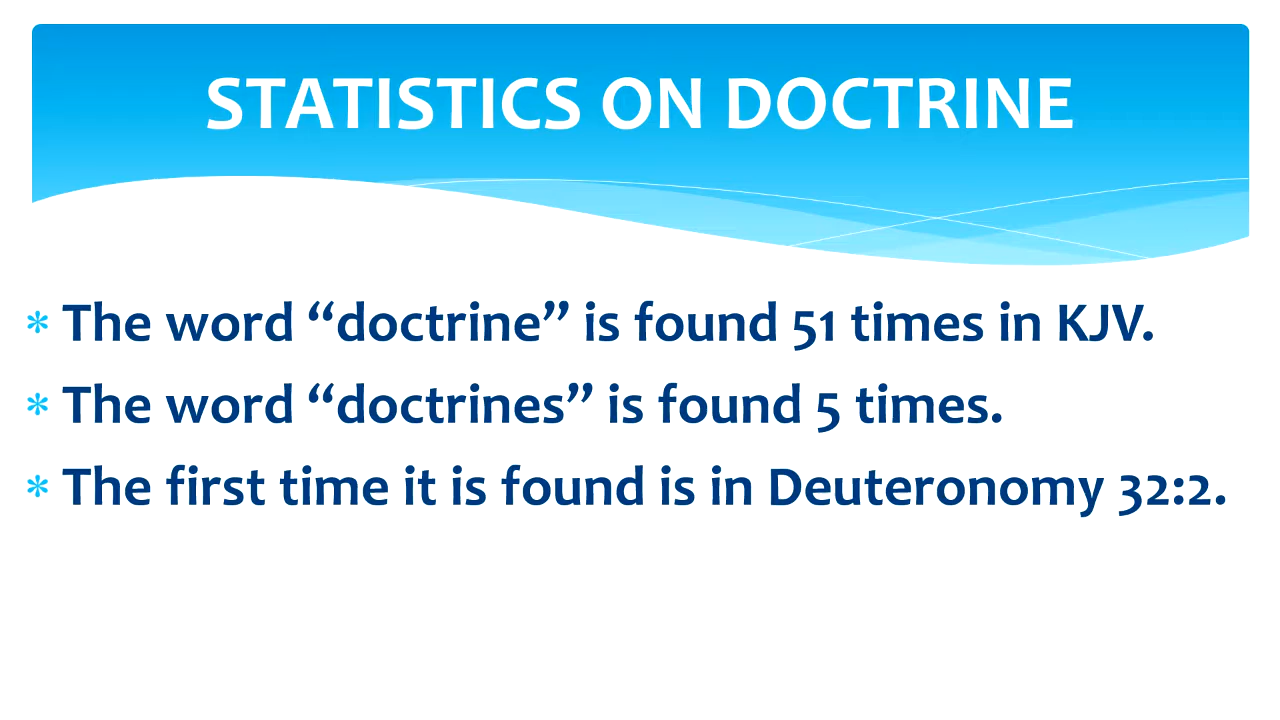 STATISTICS ON DOCTRINE
* The word “doctrine” is found 51 times in KJV.
* The word “doctrines” is found 5 times.
* The first time it is found is in Deuteronomy 32:2.